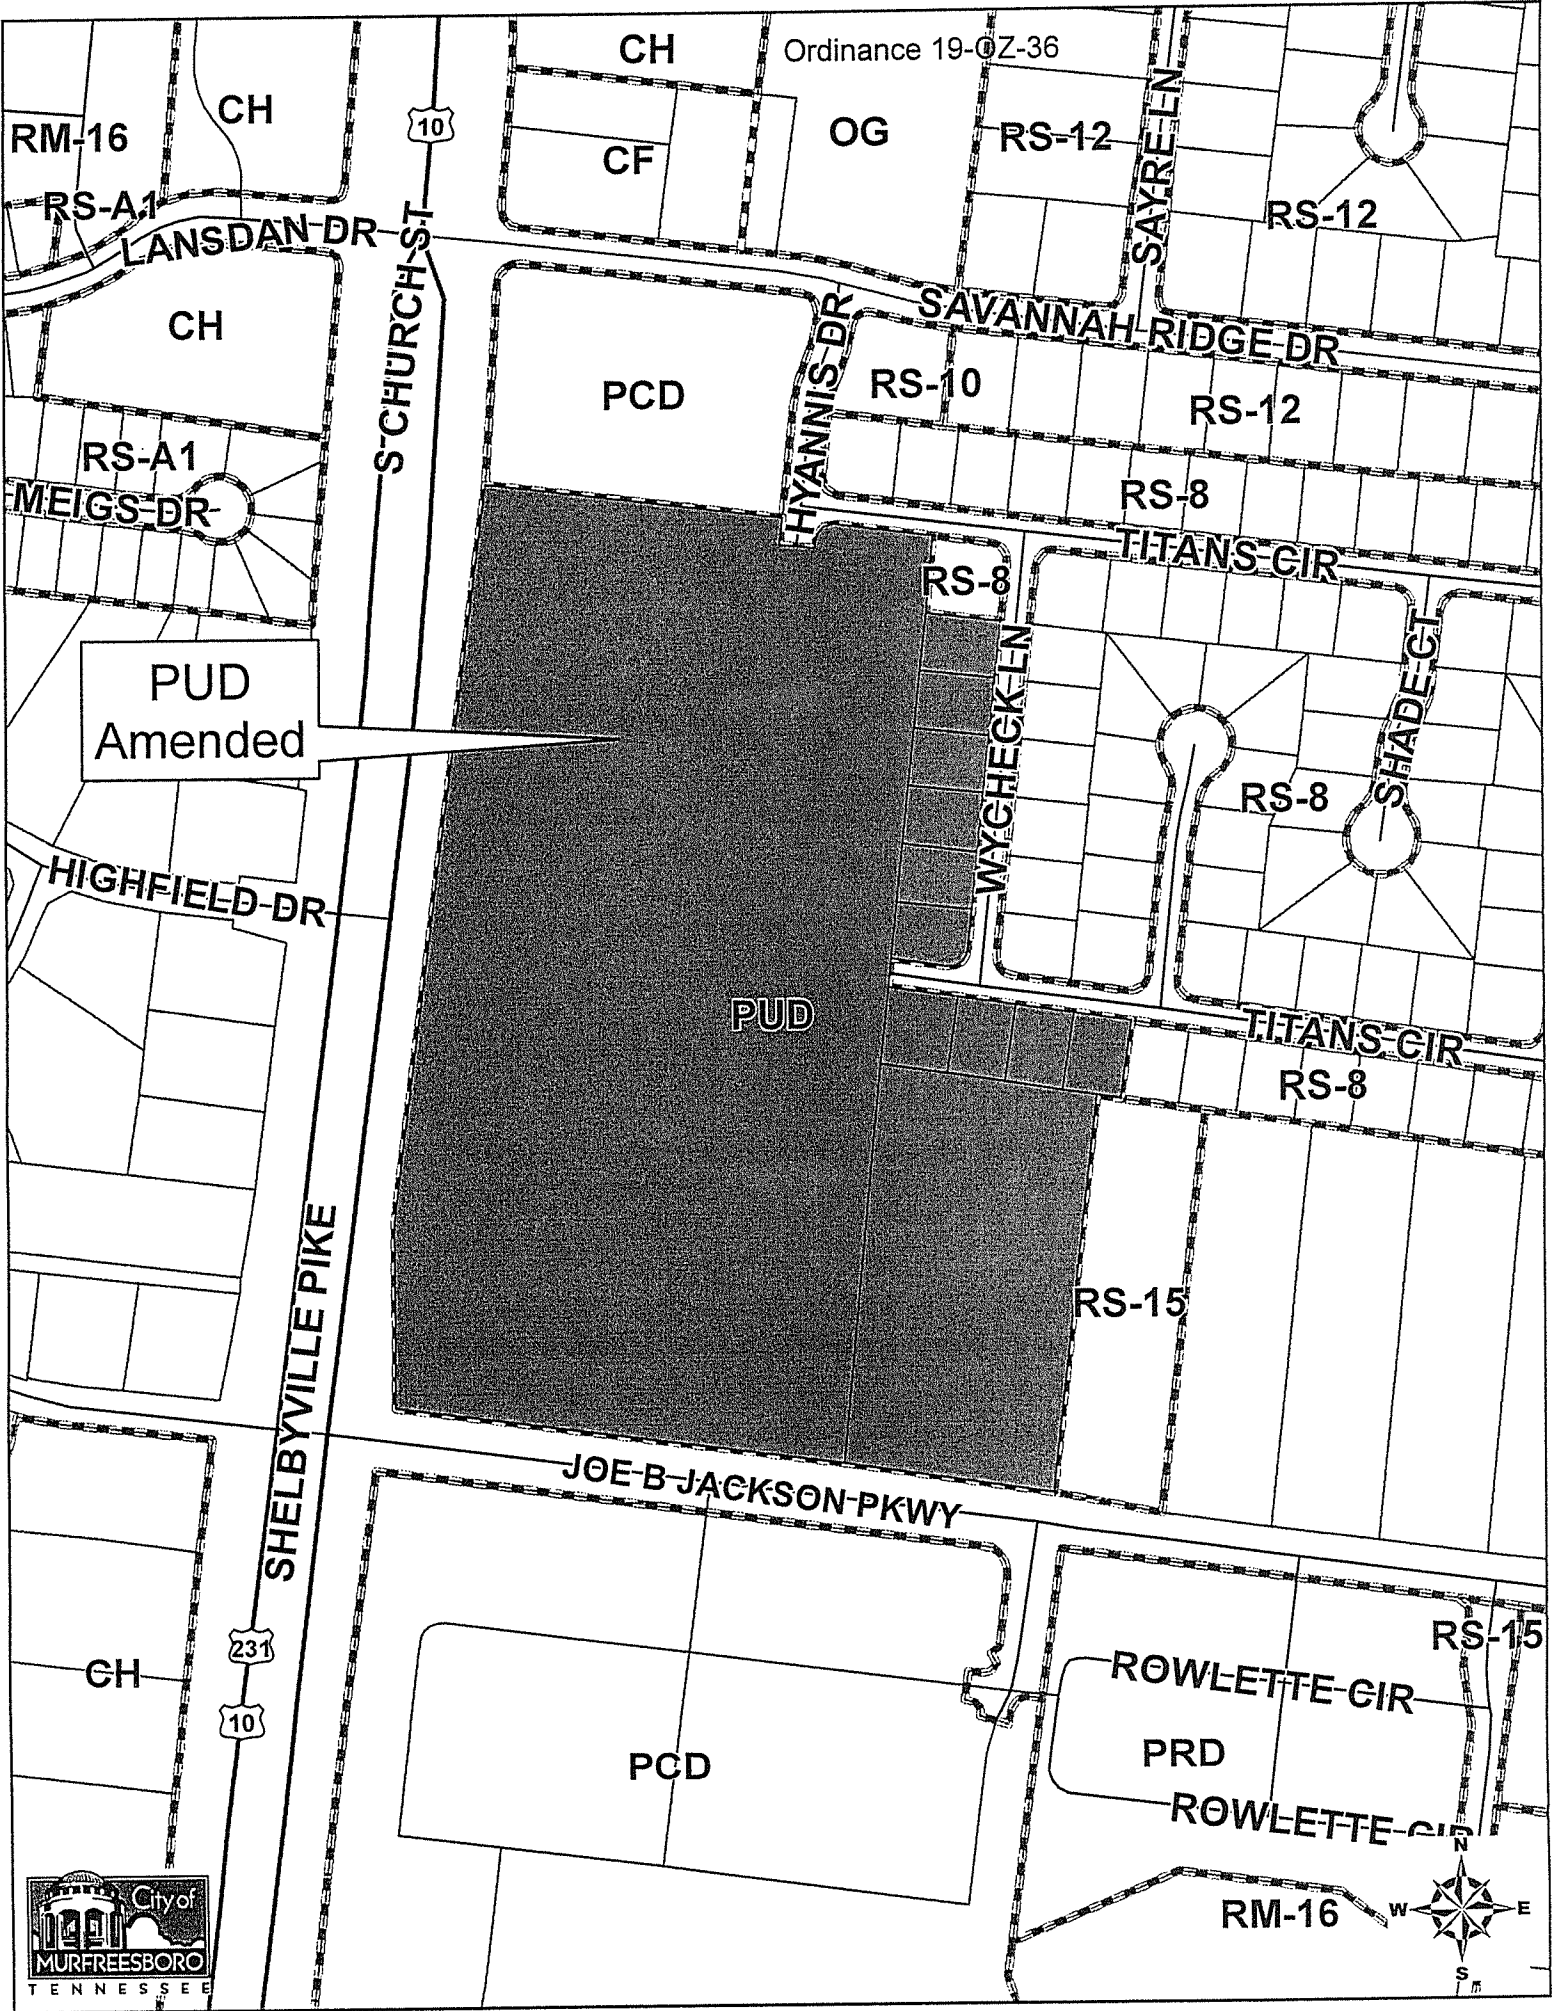 CH
Ordinance 19-OZ-36
CH
10
RM-16
CF
OG
RS-12
SAYRE LN
RS-A1
RS-12
LANSDAN DR
S CHURCH ST
SAVANNAH RIDGE DR
CH
HYANNIS DR
PCD
RS-10
RS-12
RS-A1
RS-8
MEIGS DR
TITANS CIR
RS-8
PUD
Amended
WYCHECK LN
SHADE CT
RS-8
HIGHFIELD DR
PUD
TITANS CIR
RS-8
SHELBYVILLE PIKE
RS-15
JOE B JACKSON PKWY
231
RS-15
CH
ROWLETTE CIR
10
PCD
PRD
ROWLETTE CIR
City of
MURFREESBORO
TENNESSEE
RM-16
N
W
E
S